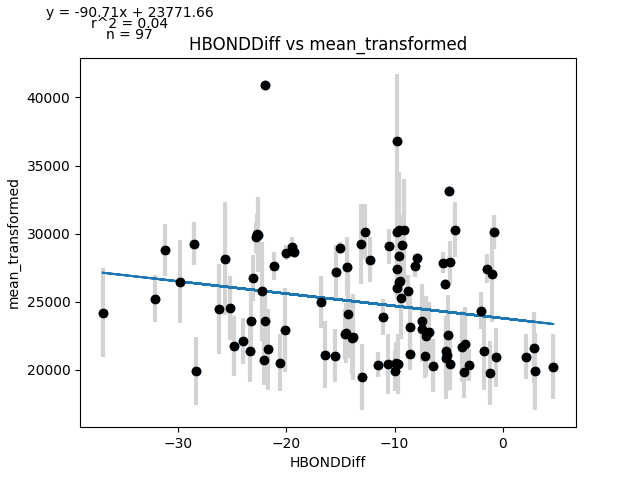 y = -90.71x + 23771.66
r^2 = 0.04
n = 97
HBONDDiff vs mean_transformed
40000
35000
30000
25000
20000
mean_transformed
−30
−20
−10
0
HBONDDiff